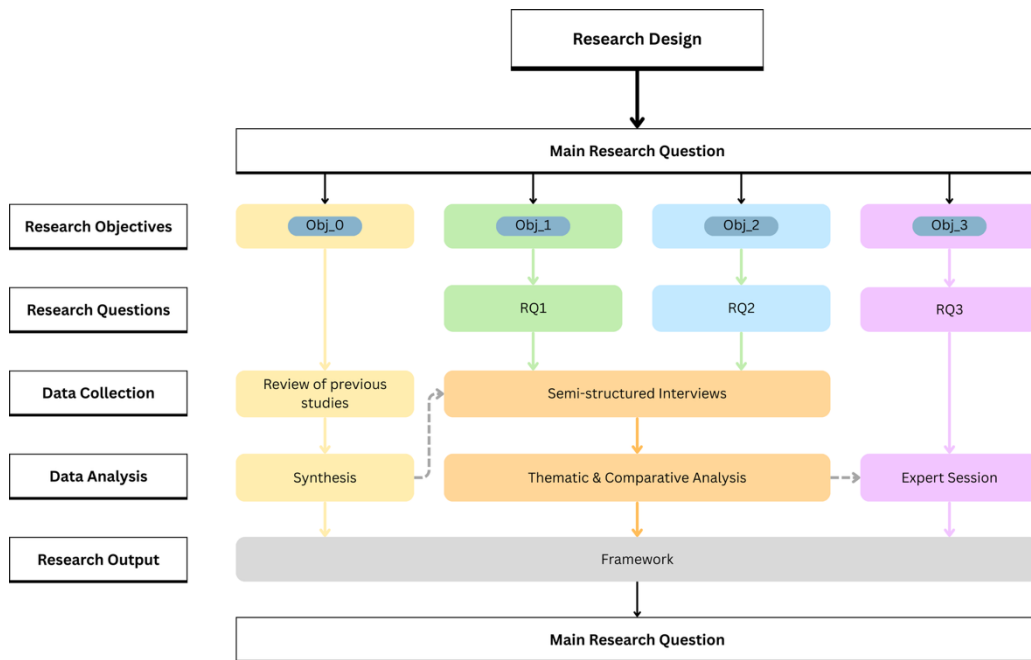 Research Design
Main Research Question
Research Objectives
Obj_0
Obj_1
Obj_2
Obj_3
Research Questions
RQ1
RQ2
RQ3
Data Collection
Review of previous
studies
Semi-structured Interviews
Data Analysis
Synthesis
Thematic & Comparative Analysis
Expert Session
Research Output
Framework
Main Research Question